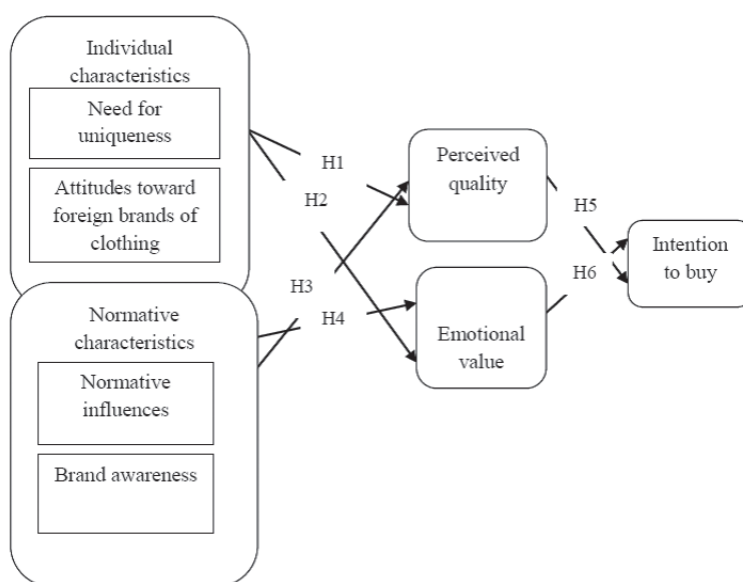 Individual
characteristics
Need for
uniqueness
Attitudes toward
foreign brands of
clothing
Normative
characteristics
Normative
influences
Brand awareness
H1
H2
H3
H4
Perceived
quality
Emotional
value
H5
H6
Intention
to buy